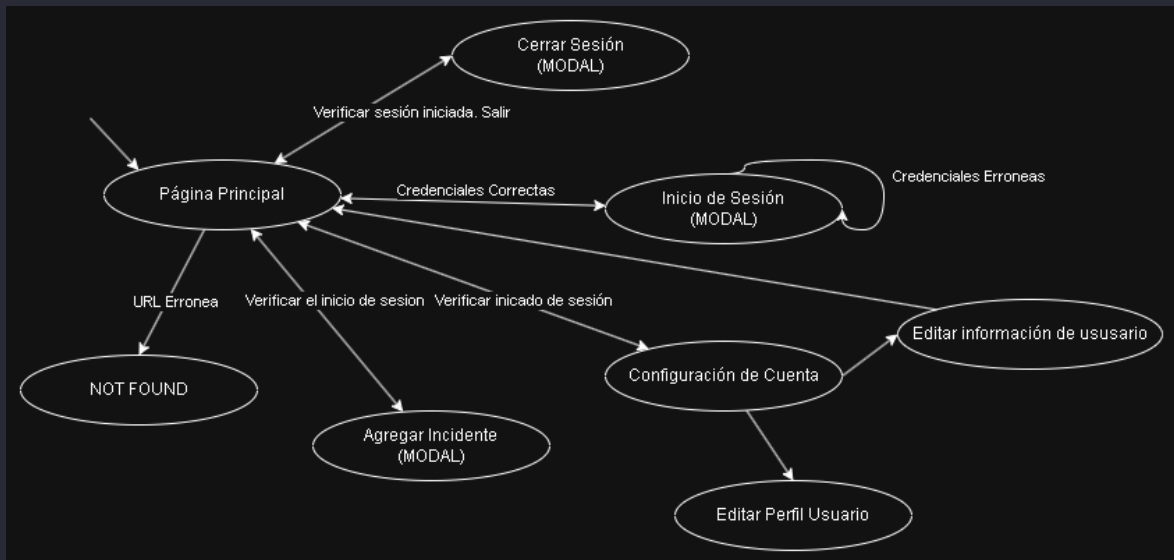 Cerrar Sesión
(MODAL)
Verificar sesión iniciada. Salir
Página Principal
Credenciales Correctas
Inicio de Sesión
(MODAL)
Credenciales Erroneas
URL Erronea
Verificar el inicio de sesion
Verificar inicado de sesión
Editar información de ususario
NOT FOUND
Configuración de Cuenta
Agregar Incidente
(MODAL)
Editar Perfil Usuario